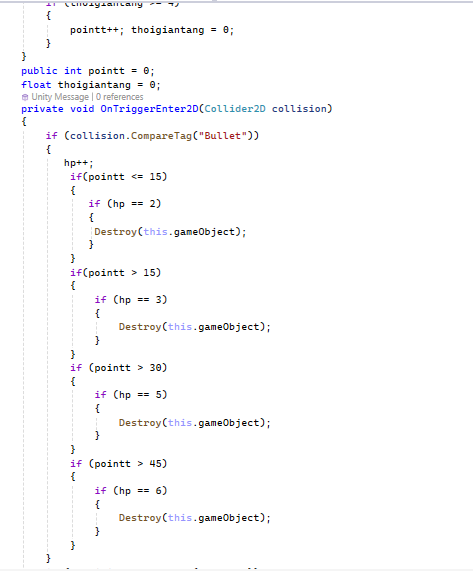 if (thoigiantang >= 4)
{
pointt++; thoigiantang = 0;
}
}
public int pointt = 0;
float thoigiantang = 0;
Unity Message | 0 references
private void OnTriggerEnter2D(Collider2D collision)
{
if (collision.CompareTag("Bullet"))
{
hp++;
if(pointt <= 15)
{
if (hp == 2)
{
Destroy(this.gameObject);
}
}
if(pointt > 15)
{
if (hp == 3)
{
Destroy(this.gameObject);
}
}
if (pointt > 30)
{
if (hp == 5)
{
Destroy(this.gameObject);
}
}
if (pointt > 45)
{
if (hp == 6)
{
Destroy(this.gameObject);
}
}
}